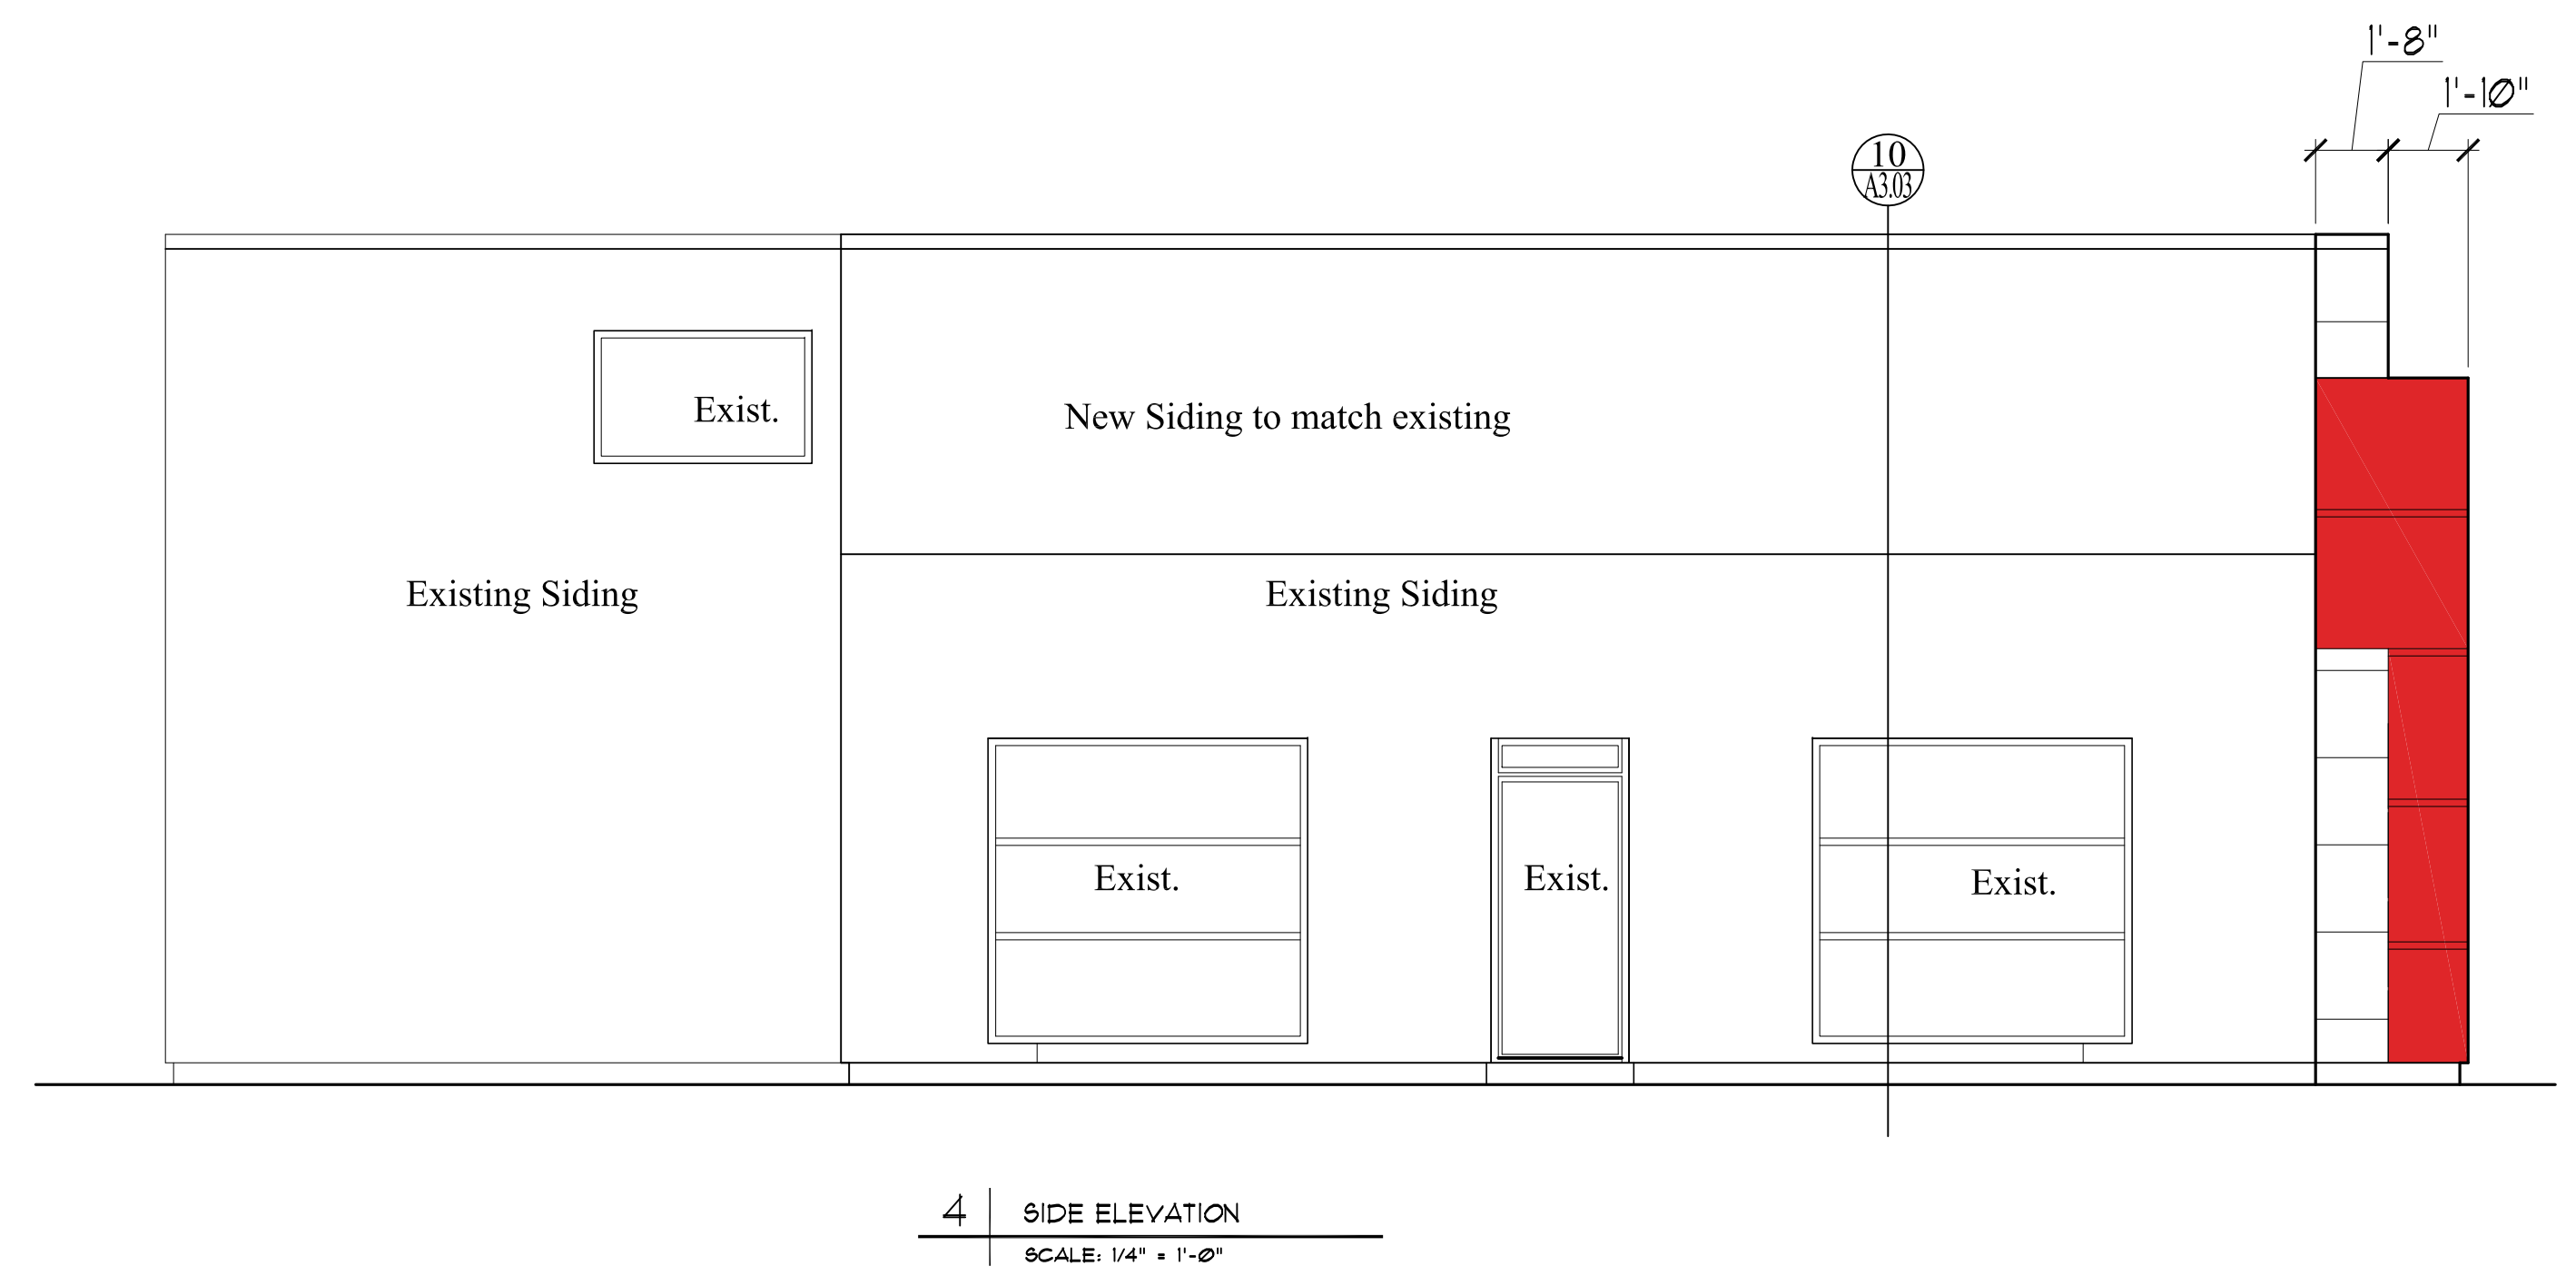 1'-8"
1'-10"
10
A3.03
Exist.
New Siding to match existing
Existing Siding
Existing Siding
Exist.
Exist.
Exist.
4
SIDE ELEVATION
SCALE: 1/4" = 1'-0"